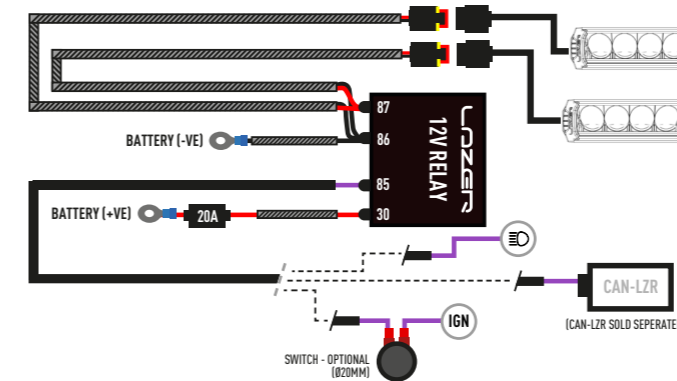 87
BATTERY (-VE)
86
LAZER
12V RELAY
85
BATTERY (+VE)
20A
30
CAN-LZR
(CAN-LZR SOLD SEPERATE
IGN
SWITCH - OPTIONAL
(Ø20MM)